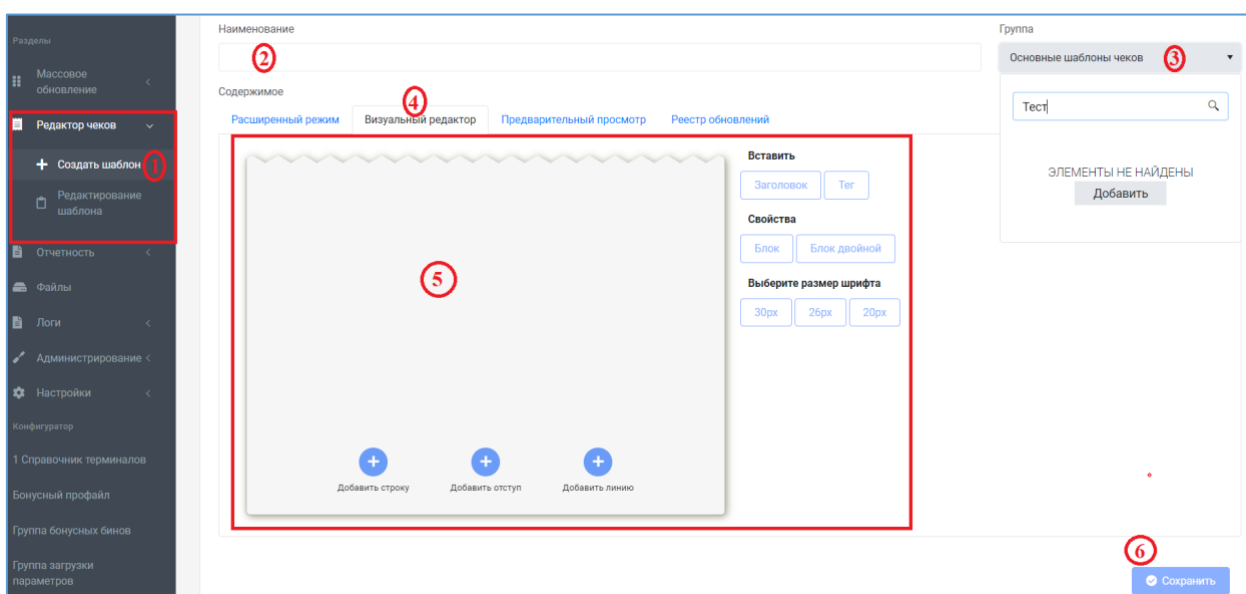 Разделы
Массовое
обновление
Редактор чеков
Создать шаблон
1
Редактирование
шаблона
Отчетность
Файлы
Логи
Администрирование
Настройки
Конфигуратор
1 Справочник терминалов
Бонусный профайл
Группа бонусных бинов
Группа загрузки
параметров
Наименование
2
Содержимое
4
Расширенный режим
Визуальный редактор
Предварительный просмотр
Реестр обновлений
5
Добавить строку
Добавить отступ
Добавить линию
Вставить
Заголовок
Тег
Свойства
Блок
Блок двойной
Выберите размер шрифта
30px
26px
20px
Группа
Основные шаблоны чеков
3
Тест
ЭЛЕМЕНТЫ НЕ НАЙДЕНЫ
Добавить
6
Сохранить